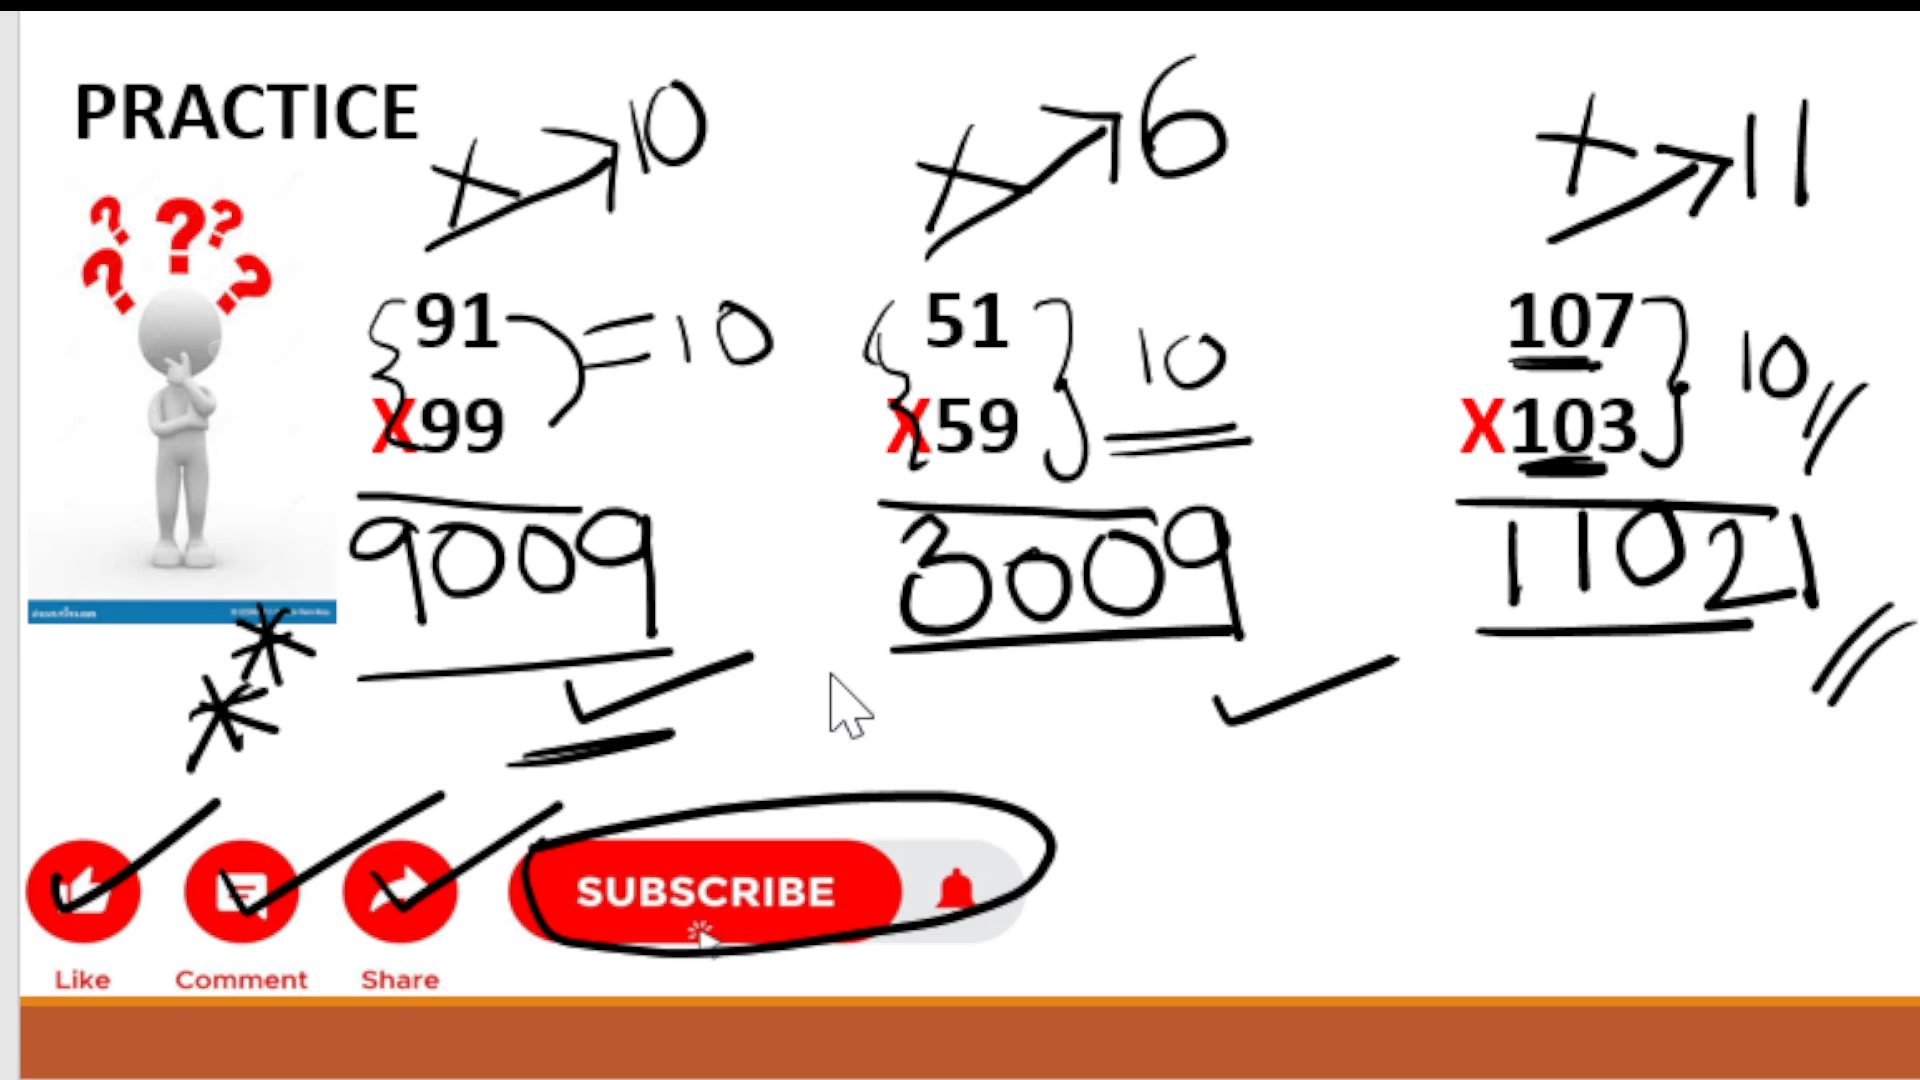 PRACTICE
× 10 × 6 × 11
91 = 10 51 10 107 10
X99 X59 X103
9009 3009 11021
SUBSCRIBE
Like Comment Share